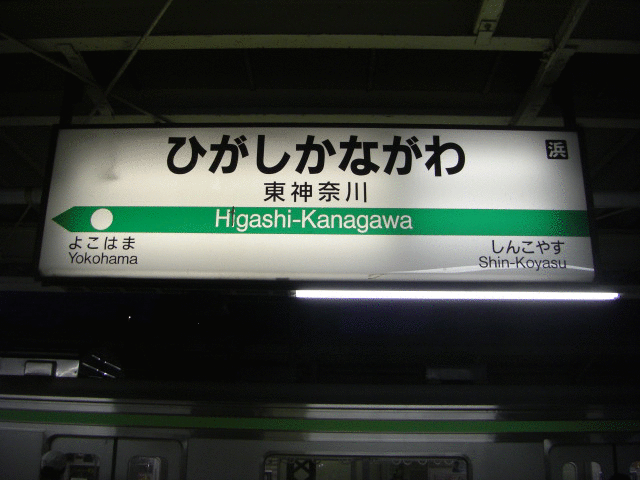 ひがしかながわ
浜
東神奈川
Higashi-Kanagawa
よこはま
Yokohama
しんこやす
Shin-Koyasu